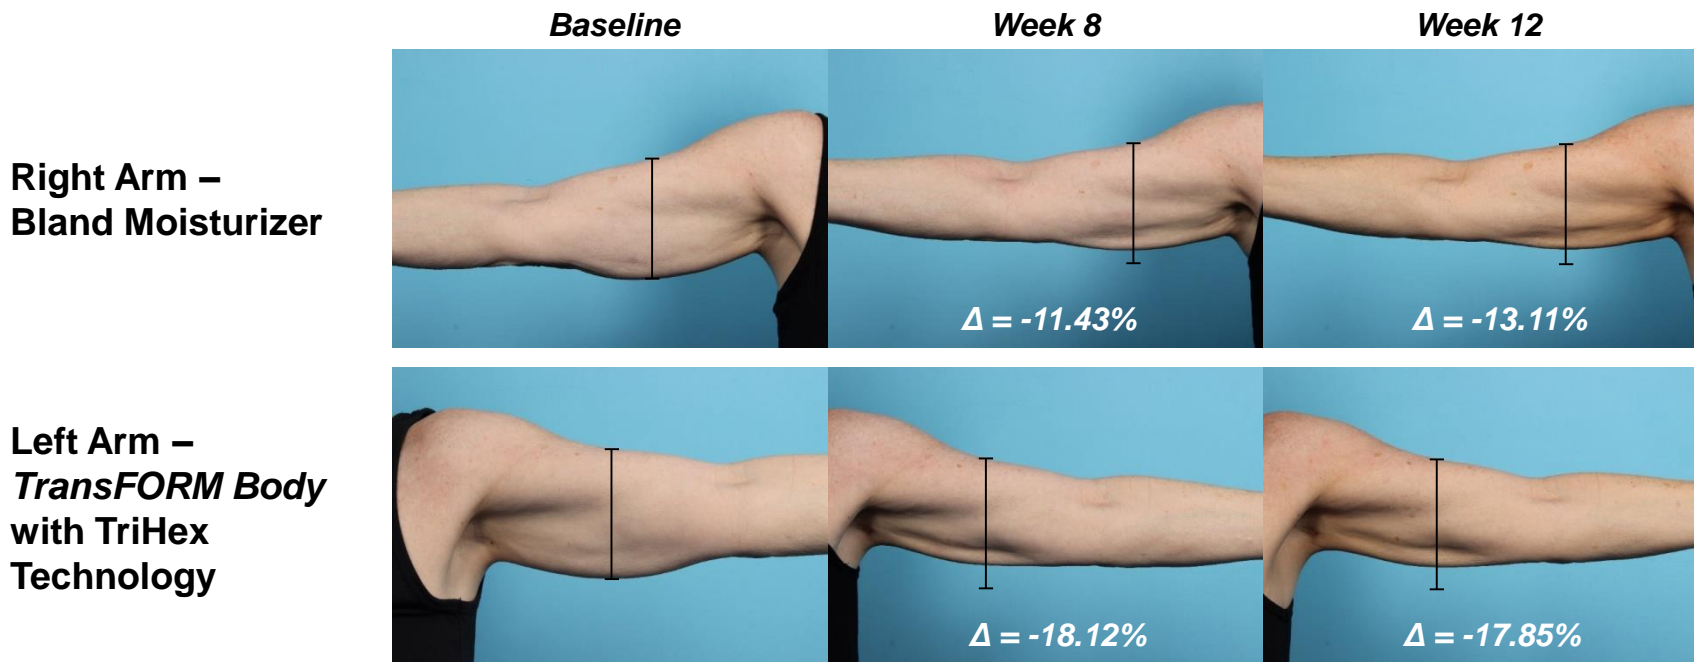 Baseline
Week 8
Week 12
Right Arm –
Bland Moisturizer
Δ = -11.43%
Δ = -13.11%
Left Arm –
TransFORM Body
with TriHex
Technology
Δ = -18.12%
Δ = -17.85%